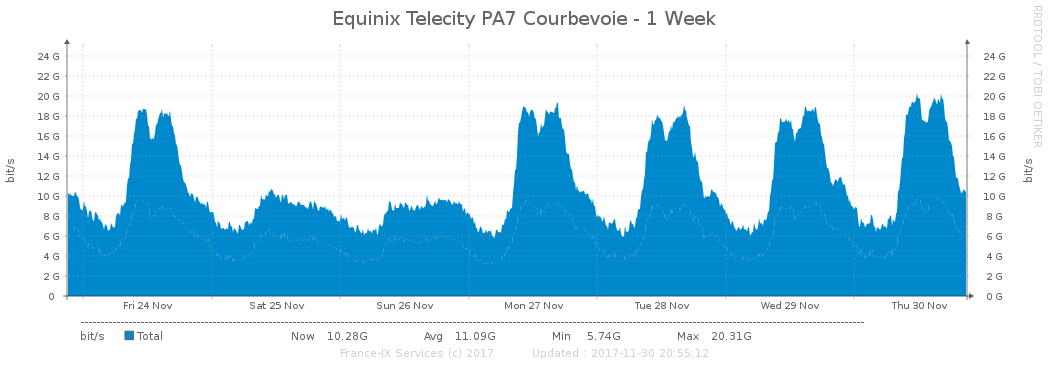 Equinix Telecity PA7 Courbevoie - 1 Week
RRDTOOL / TOBI OETIKER
24 G 24 G
22 G 22 G
20 G 20 G
18 G 18 G
16 G 16 G
14 G 14 G
12 G 12 G
10 G 10 G
8 G 8 G
6 G 6 G
4 G 4 G
2 G 2 G
0 0 G
bit/s
bit/s
Fri 24 Nov Sat 25 Nov Sun 26 Nov Mon 27 Nov Tue 28 Nov Wed 29 Nov Thu 30 Nov
bit/s Total Now 10.28G Avg 11.09G Min 5.74G Max 20.31G
France-IX Services (c) 2017 Updated : 2017-11-30 20:55:12